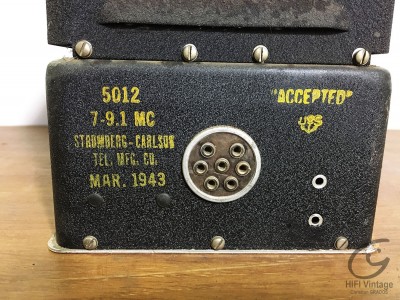 5012
7-9.1 MC
STROMBERG-CARLSON
TEL. MFG. CO.
MAR. 1943
"ACCEPTED"
HiFi Vintage